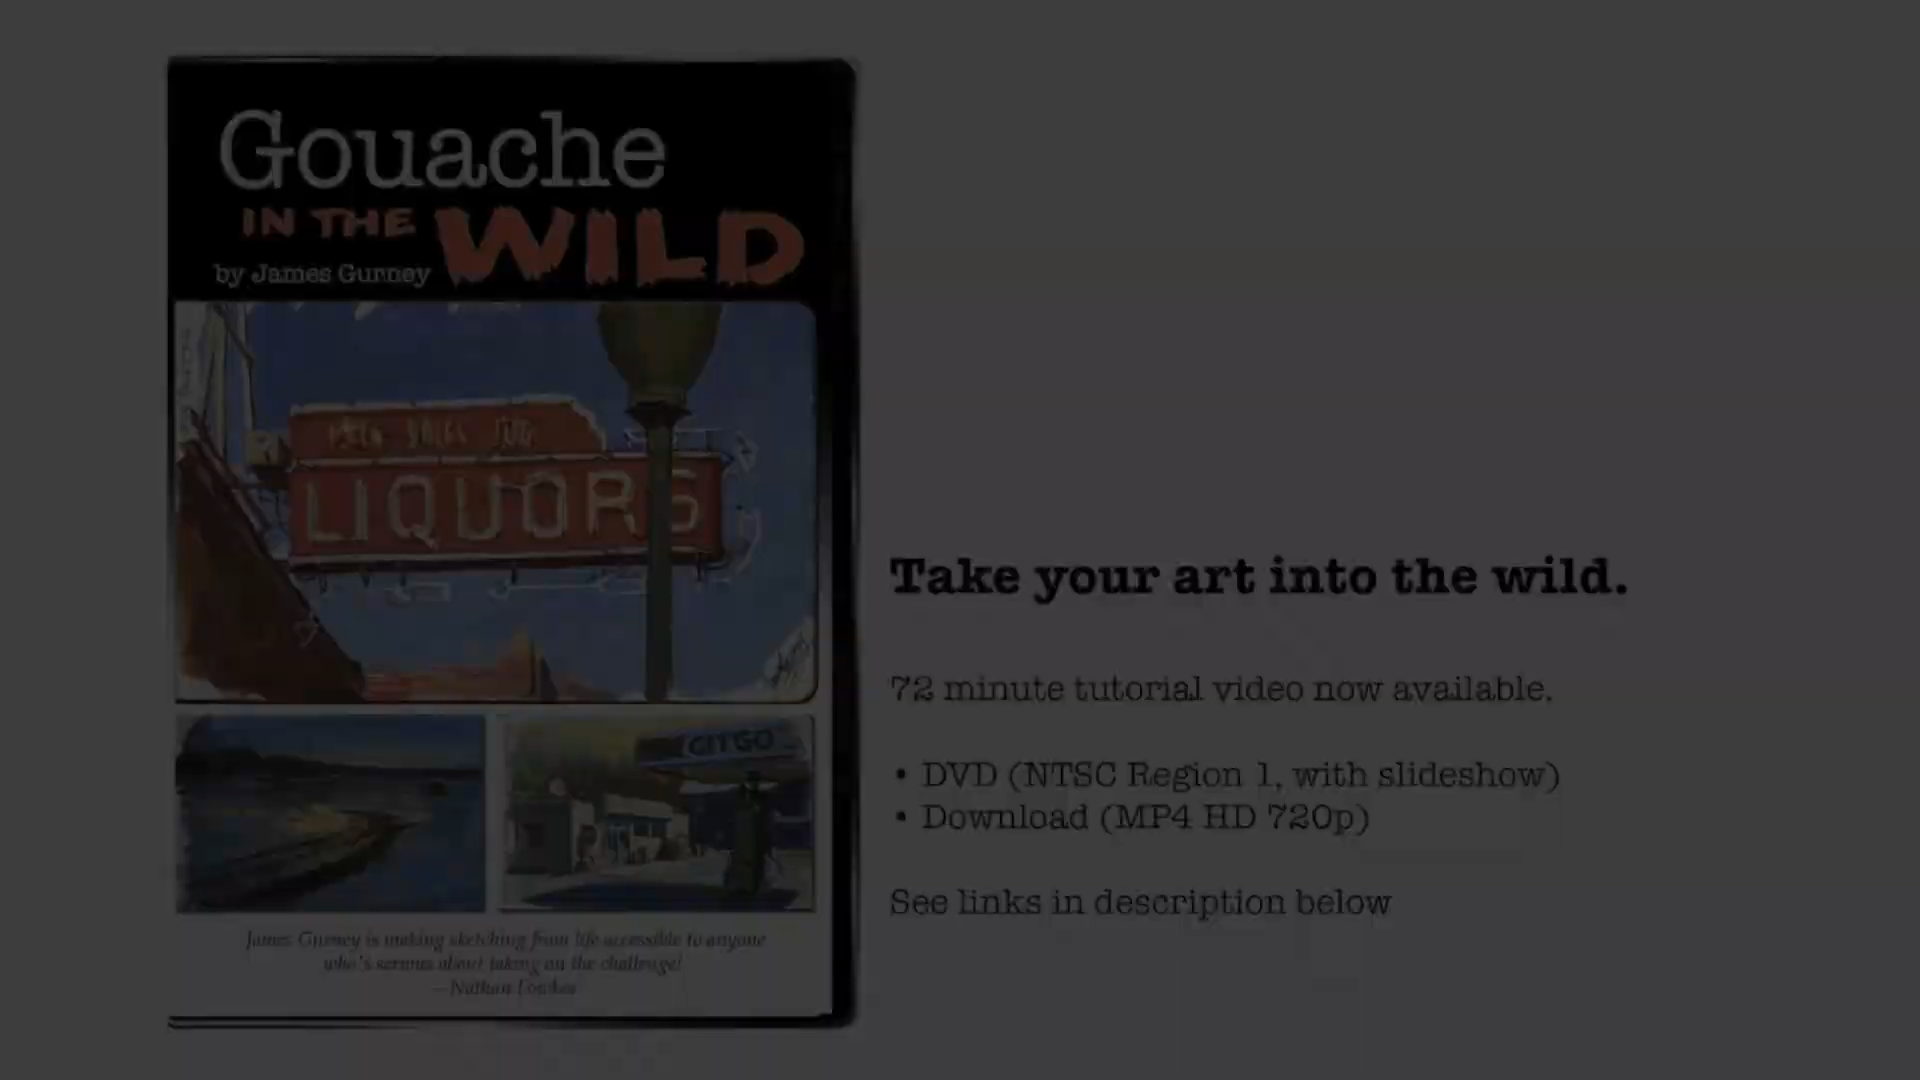 Gouache
IN THE WILD
by James Gurney
LIQUORS
CITGO
James Gurney is making sketching from life accessible to anyone
who's serious about taking on the challenge!
—Nathan Fowkes
Take your art into the wild.
72 minute tutorial video now available.
• DVD (NTSC Region 1, with slideshow)
• Download (MP4 HD 720p)
See links in description below